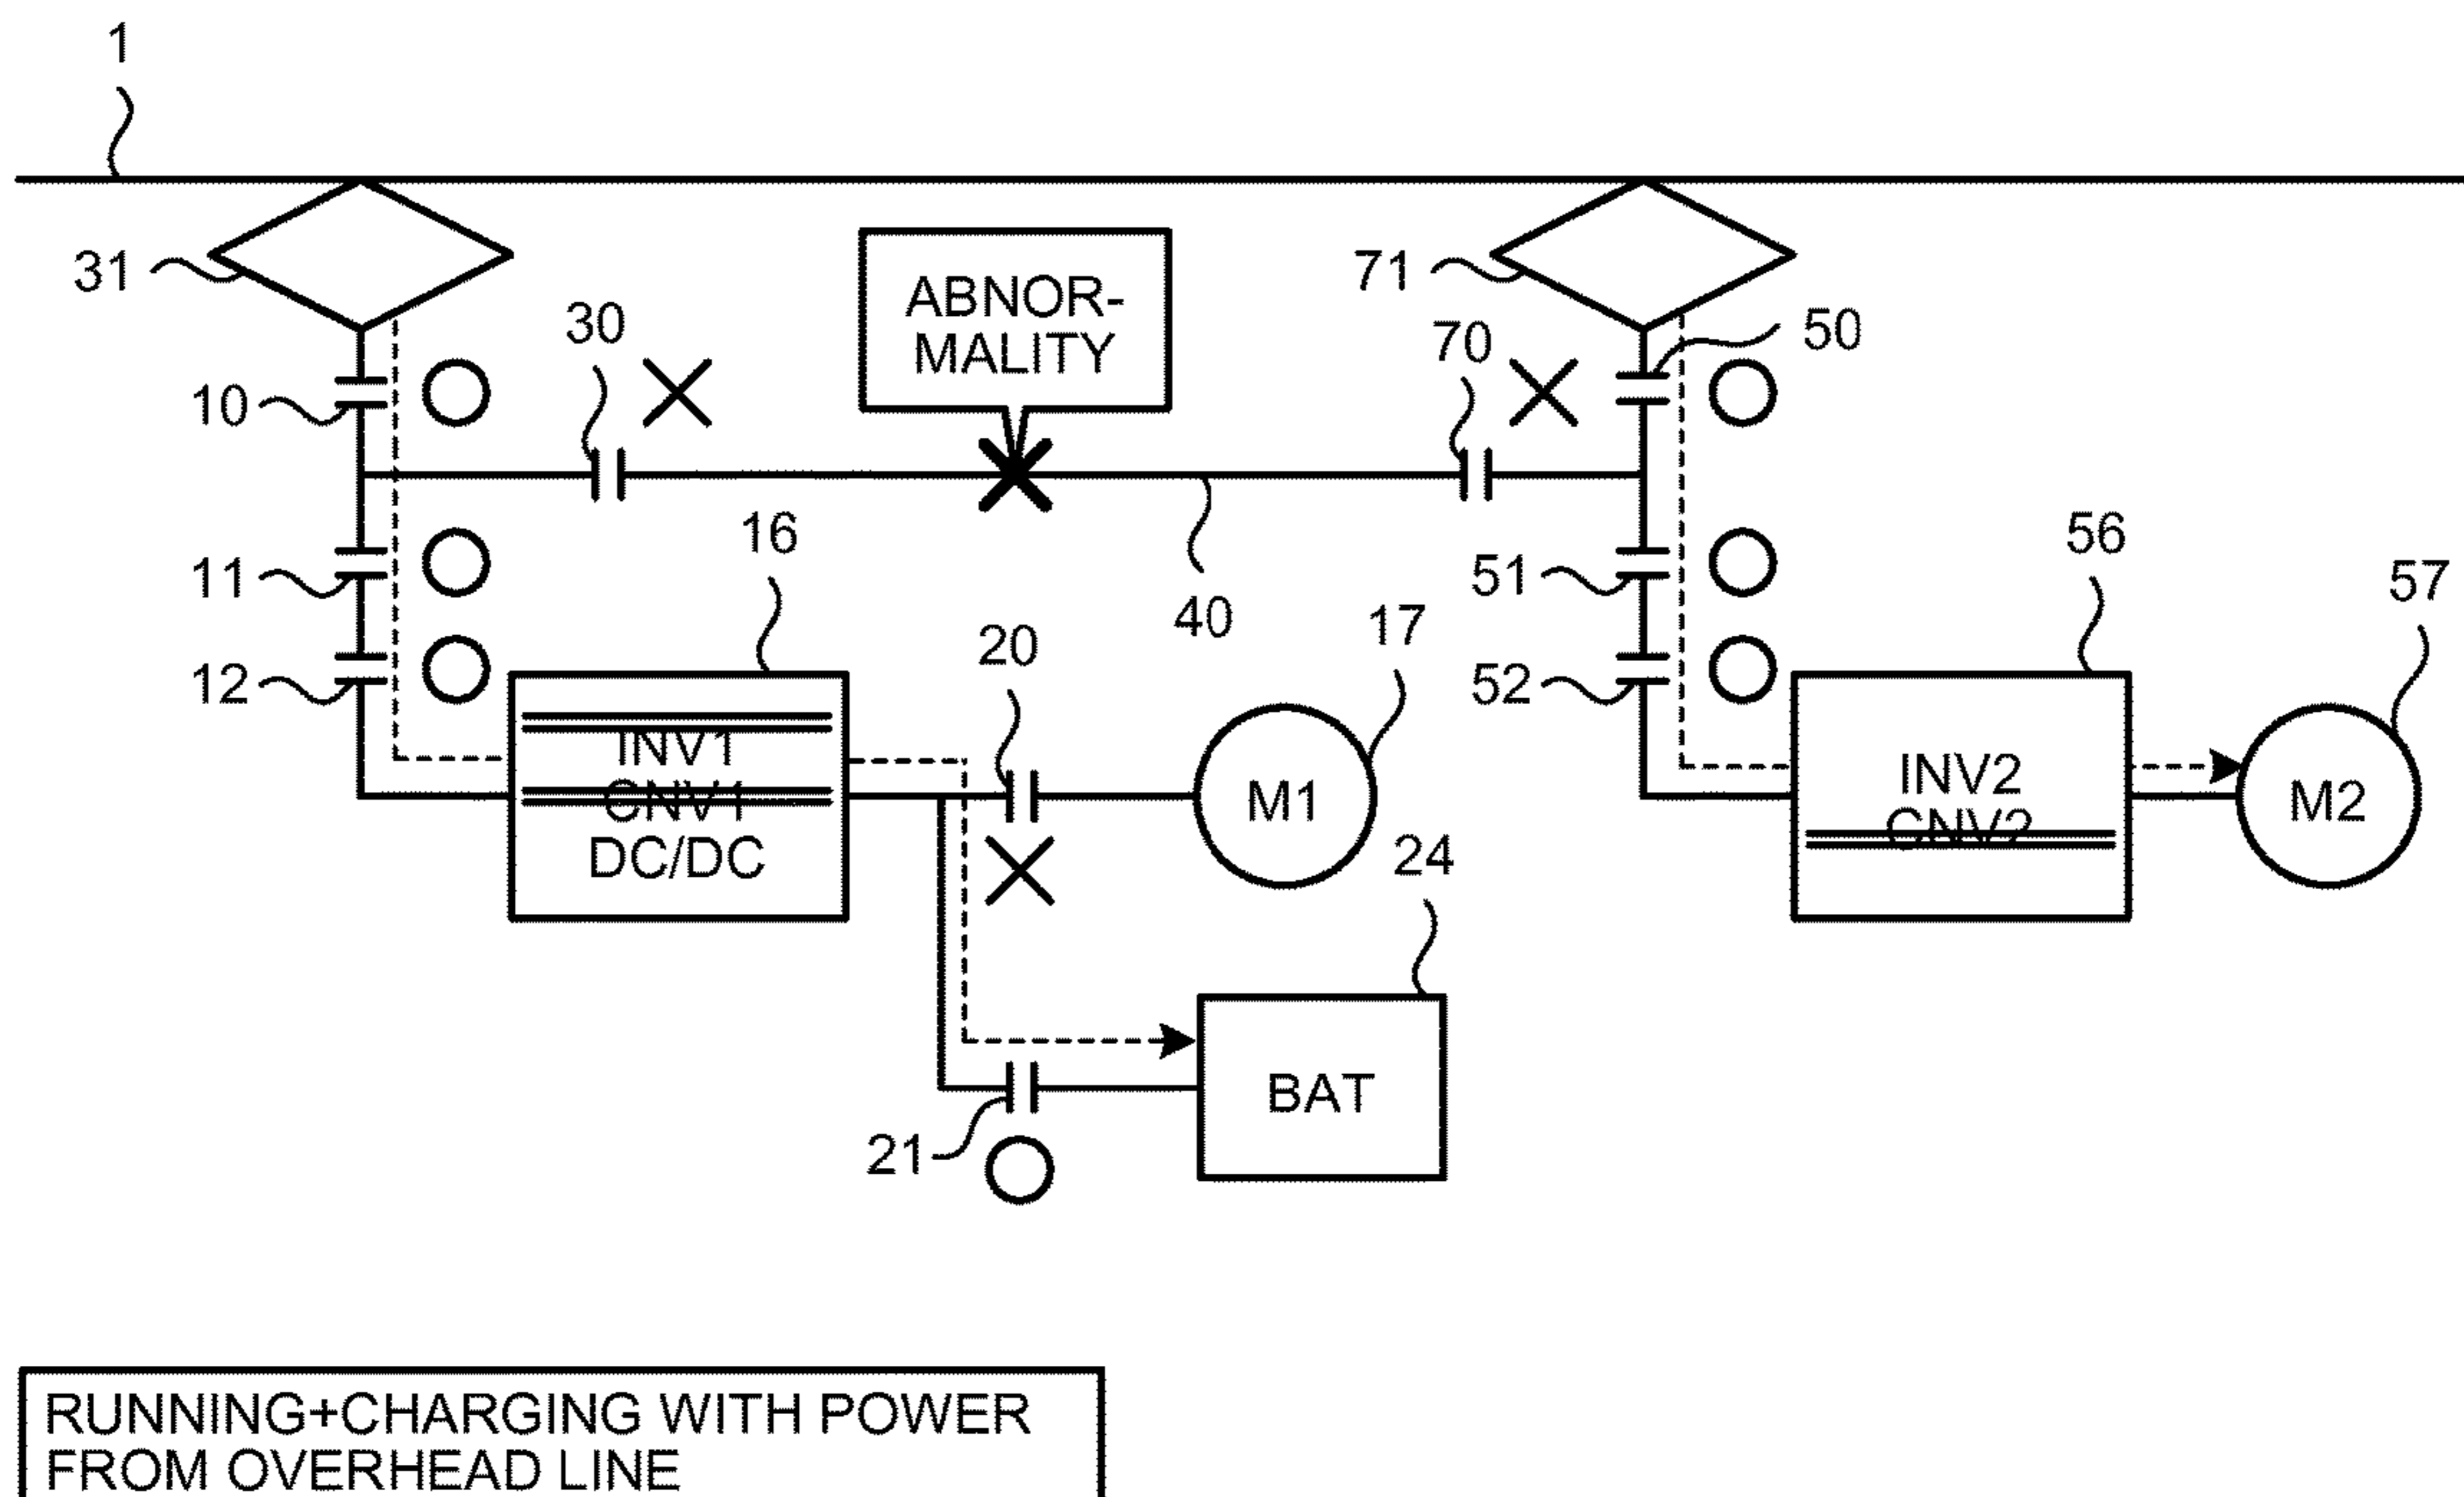 1
31
ABNOR-
MALITY
71
30
70
50
10
16
56
11
51
57
40
17
20
12
52
INV1
CNV1
DC/DC
M1
INV2
CNV2
M2
24
BAT
21
RUNNING+CHARGING WITH POWER
FROM OVERHEAD LINE